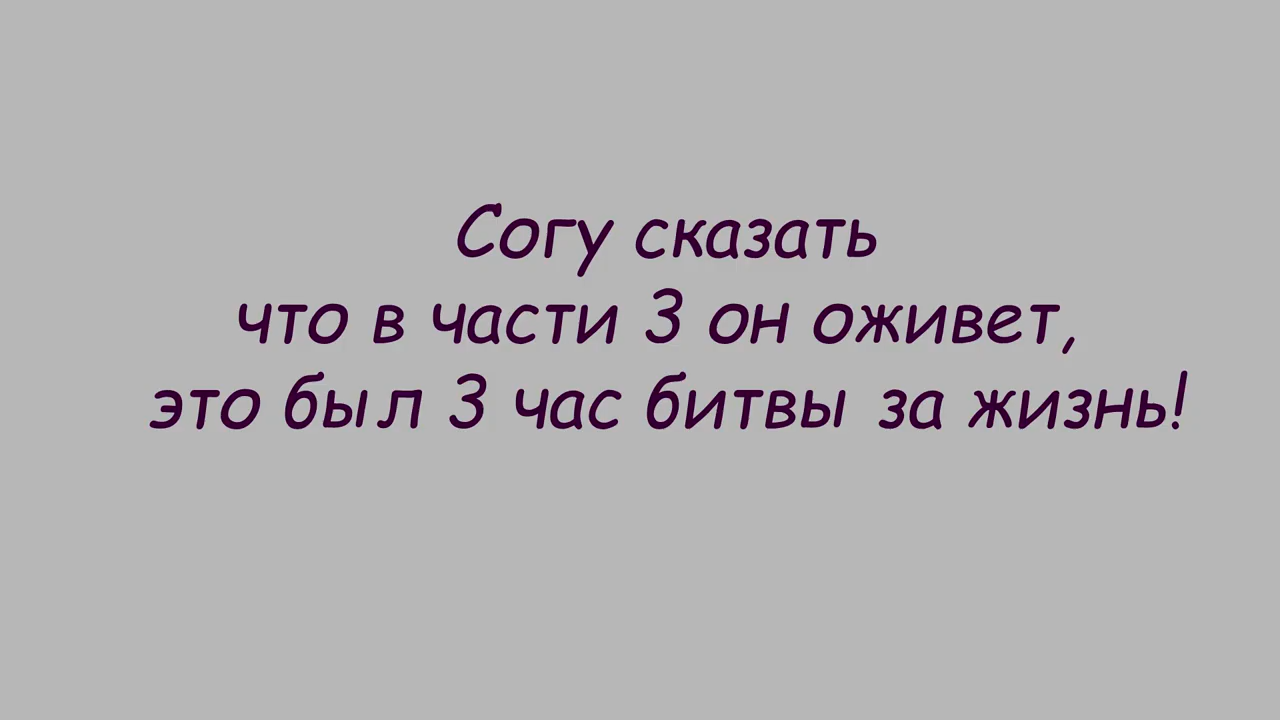 Согу сказать
что в части 3 он оживет,
это был 3 час битвы за жизнь!